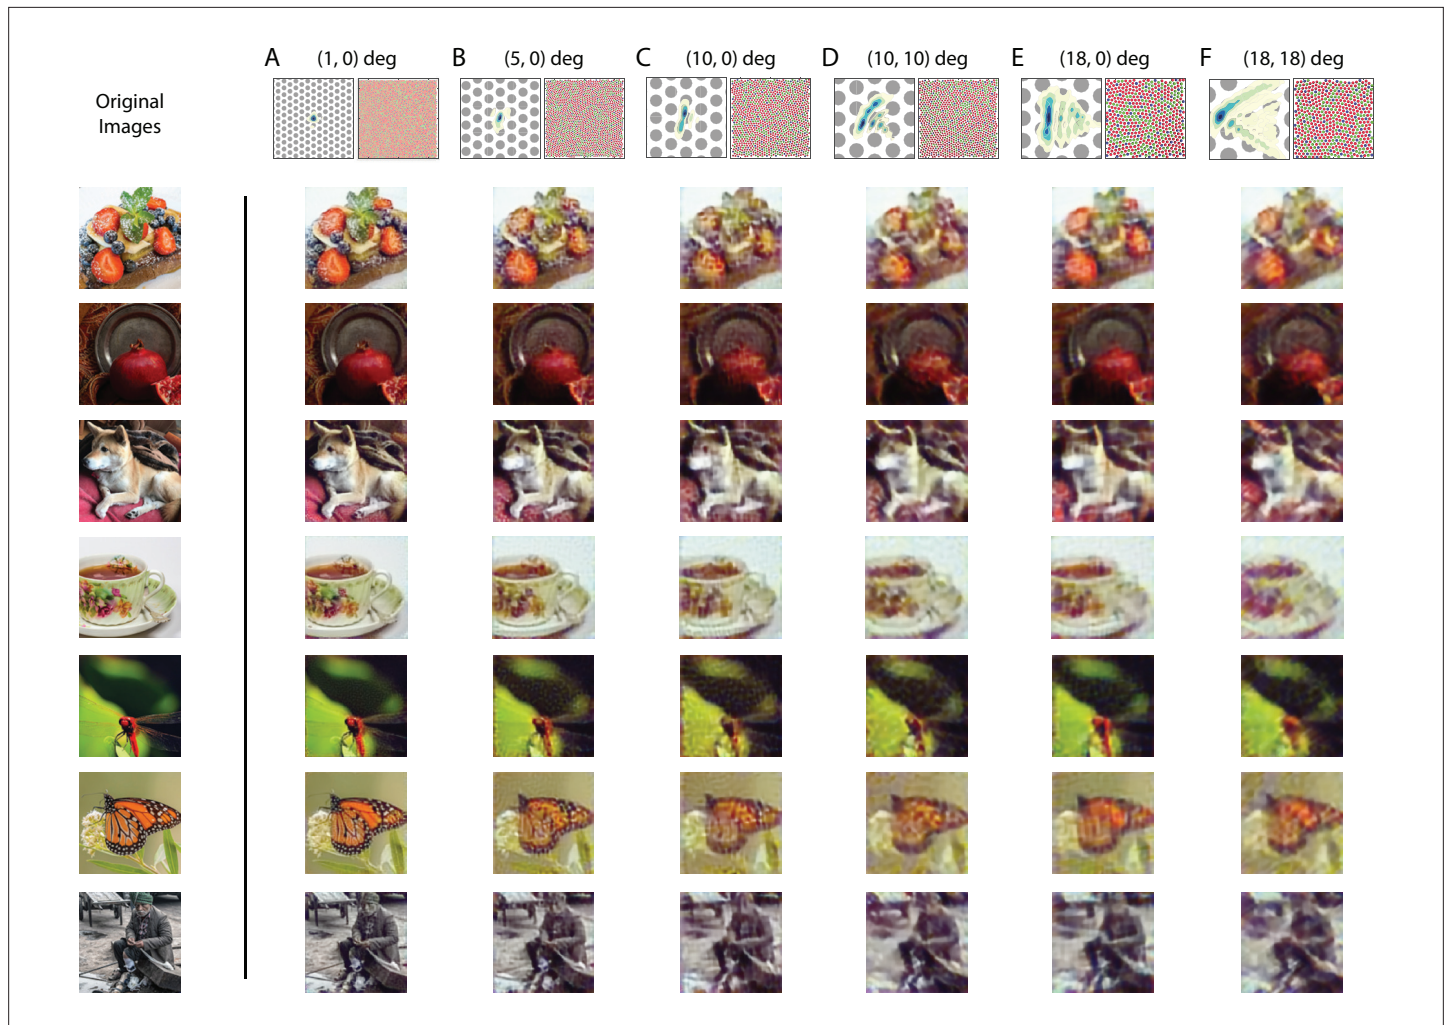 Original
Images
A (1, 0) deg
B (5, 0) deg
C (10, 0) deg
D (10, 10) deg
E (18, 0) deg
F (18, 18) deg